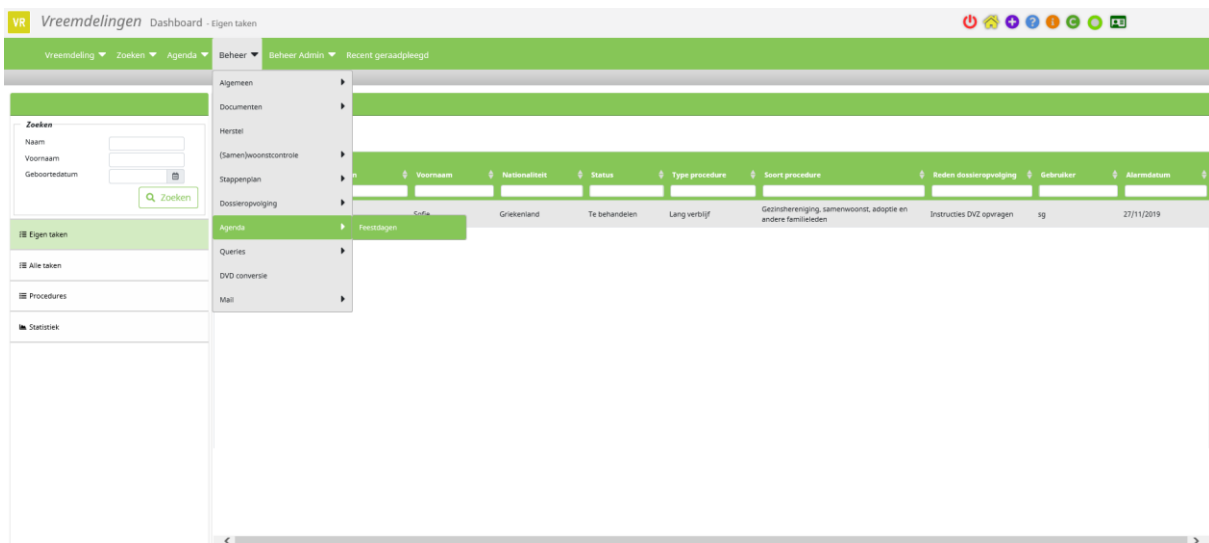 VR Vreemdelingen Dashboard - Eigen taken
Vreemdeling Zoeken Agenda Beheer Beheer Admin Recent geraadpleegd
Algemeen
Documenten
Herstel
(Samen)woonstcontrole
Stappenplan
Dossieropvolging
Agenda
Feestdagen
Queries
DVD conversie
Mail
Zoeken
Naam
Voornaam
Geboortedatum
Zoeken
Eigen taken
Alle taken
Procedures
Statistiek
Voornaam Nationaliteit Status Type procedure Soort procedure Reden dossieropvolging Gebruiker Alarmdatum
Sofie Griekenland Te behandelen Lang verblijf Gezinshereniging, samenwoonst, adoptie en Instructies DVZ opvragen sg 27/11/2019
andere familieleden